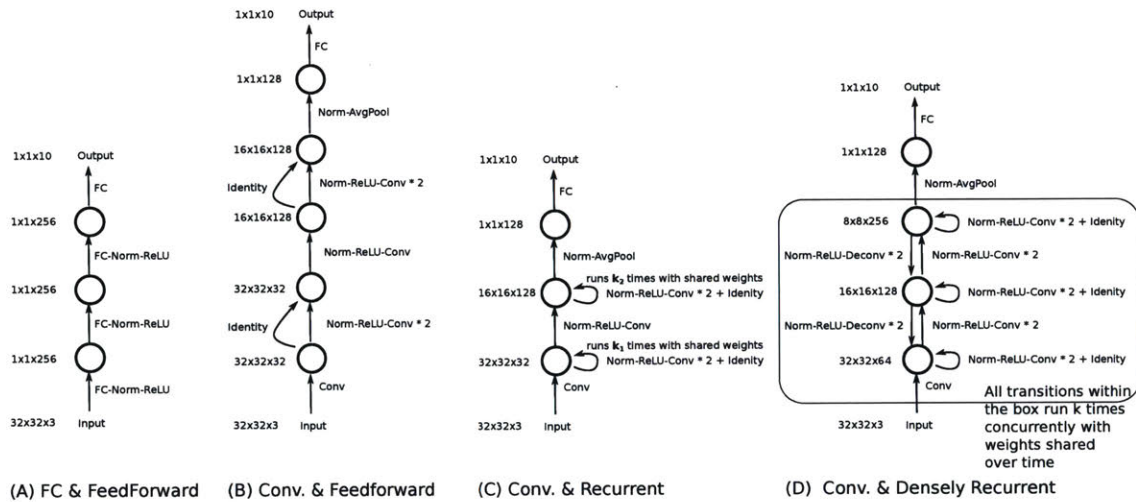 1x1x10 Output
FC
1x1x256
FC-Norm-ReLU
1x1x256
FC-Norm-ReLU
1x1x256
FC-Norm-ReLU
32x32x3 Input
(A) FC & FeedForward
1x1x10 Output
FC
1x1x128
Norm-AvgPool
16x16x128
Identity Norm-ReLU-Conv * 2
16x16x128
Norm-ReLU-Conv
32x32x32
Identity Norm-ReLU-Conv * 2
32x32x32
Conv
32x32x3 Input
(B) Conv. & Feedforward
1x1x10 Output
FC
1x1x128
Norm-AvgPool
runs k₂ times with shared weights
16x16x128 Norm-ReLU-Conv * 2 + Idenity
Norm-ReLU-Conv
runs k₁ times with shared weights
32x32x32 Norm-ReLU-Conv * 2 + Idenity
Conv
32x32x3 Input
(C) Conv. & Recurrent
1x1x10 Output
FC
1x1x128
Norm-AvgPool
8x8x256 Norm-ReLU-Conv * 2 + Idenity
Norm-ReLU-Deconv * 2 Norm-ReLU-Conv * 2
16x16x128 Norm-ReLU-Conv * 2 + Idenity
Norm-ReLU-Deconv * 2 Norm-ReLU-Conv * 2
32x32x64 Norm-ReLU-Conv * 2 + Idenity
Conv
32x32x3 Input
All transitions within
the box run k times
concurrently with
weights shared
over time
(D) Conv. & Densely Recurrent